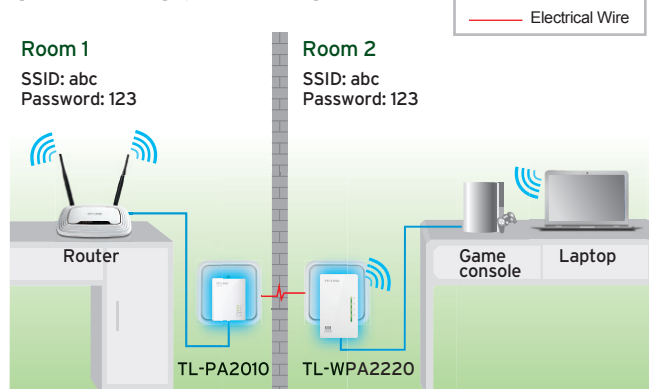 Electrical Wire
Room 1
SSID: abc
Password: 123
Room 2
SSID: abc
Password: 123
Router
Game
console
Laptop
TL-PA2010
TL-WPA2220